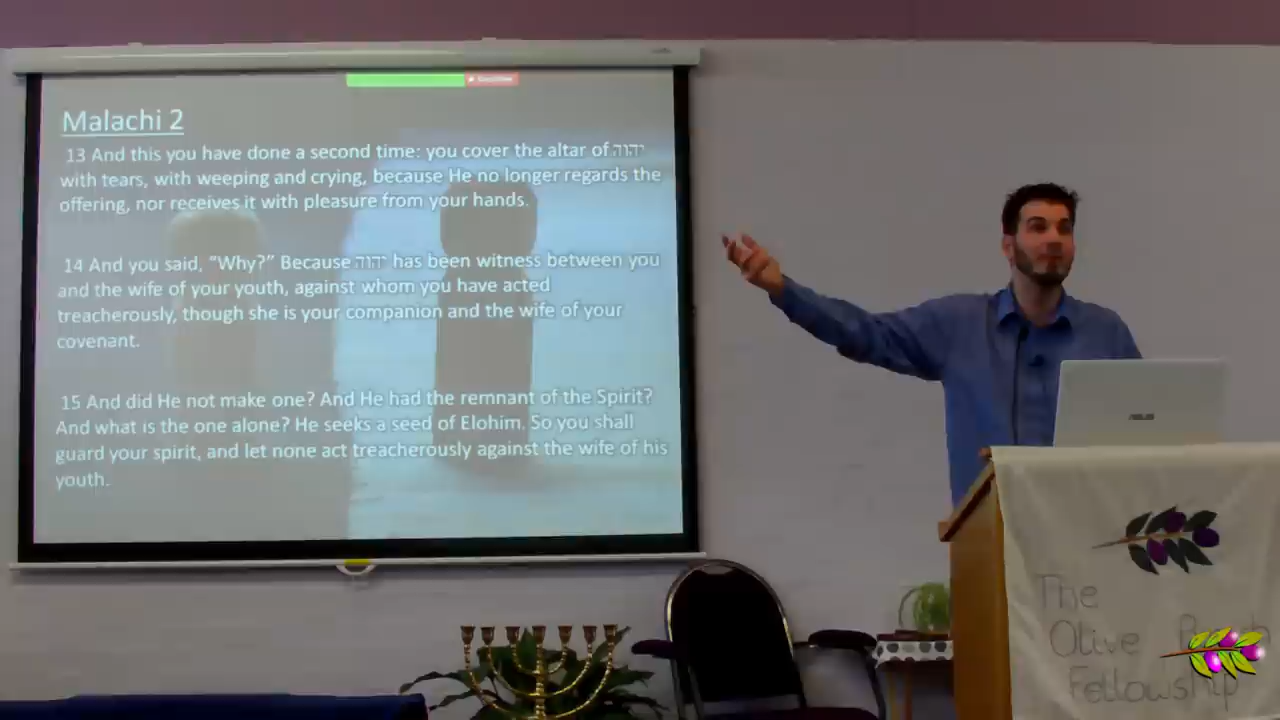 Malachi 2
13 And this you have done a second time: you cover the altar of יהוה
with tears, with weeping and crying, because He no longer regards the
offering, nor receives it with pleasure from your hands.
14 And you said, “Why?” Because יהוה has been witness between you
and the wife of your youth, against whom you have acted
treacherously, though she is your companion and the wife of your
covenant.
15 And did He not make one? And He had the remnant of the Spirit?
And what is the one alone? He seeks a seed of Elohim. So you shall
guard your spirit, and let none act treacherously against the wife of his
youth.
ASUS
The
Olive
Fellowship